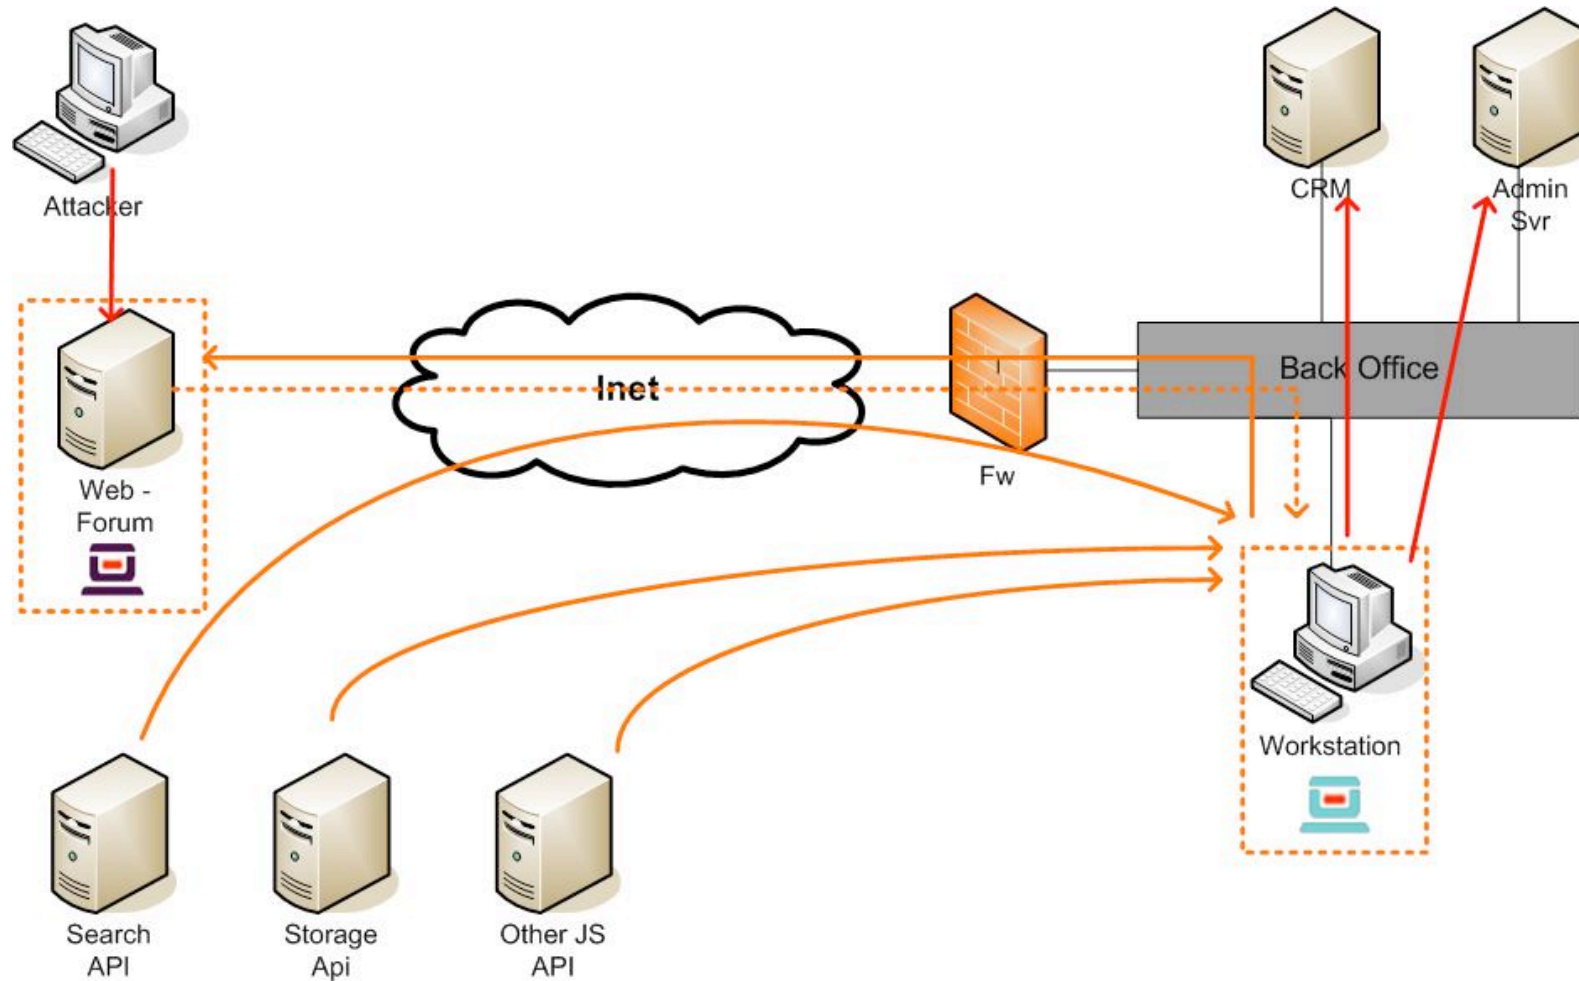 Attacker
CRM
Admin
Svr
Inet
Back Office
Fw
Web -
Forum
Workstation
Search
API
Storage
Api
Other JS
API